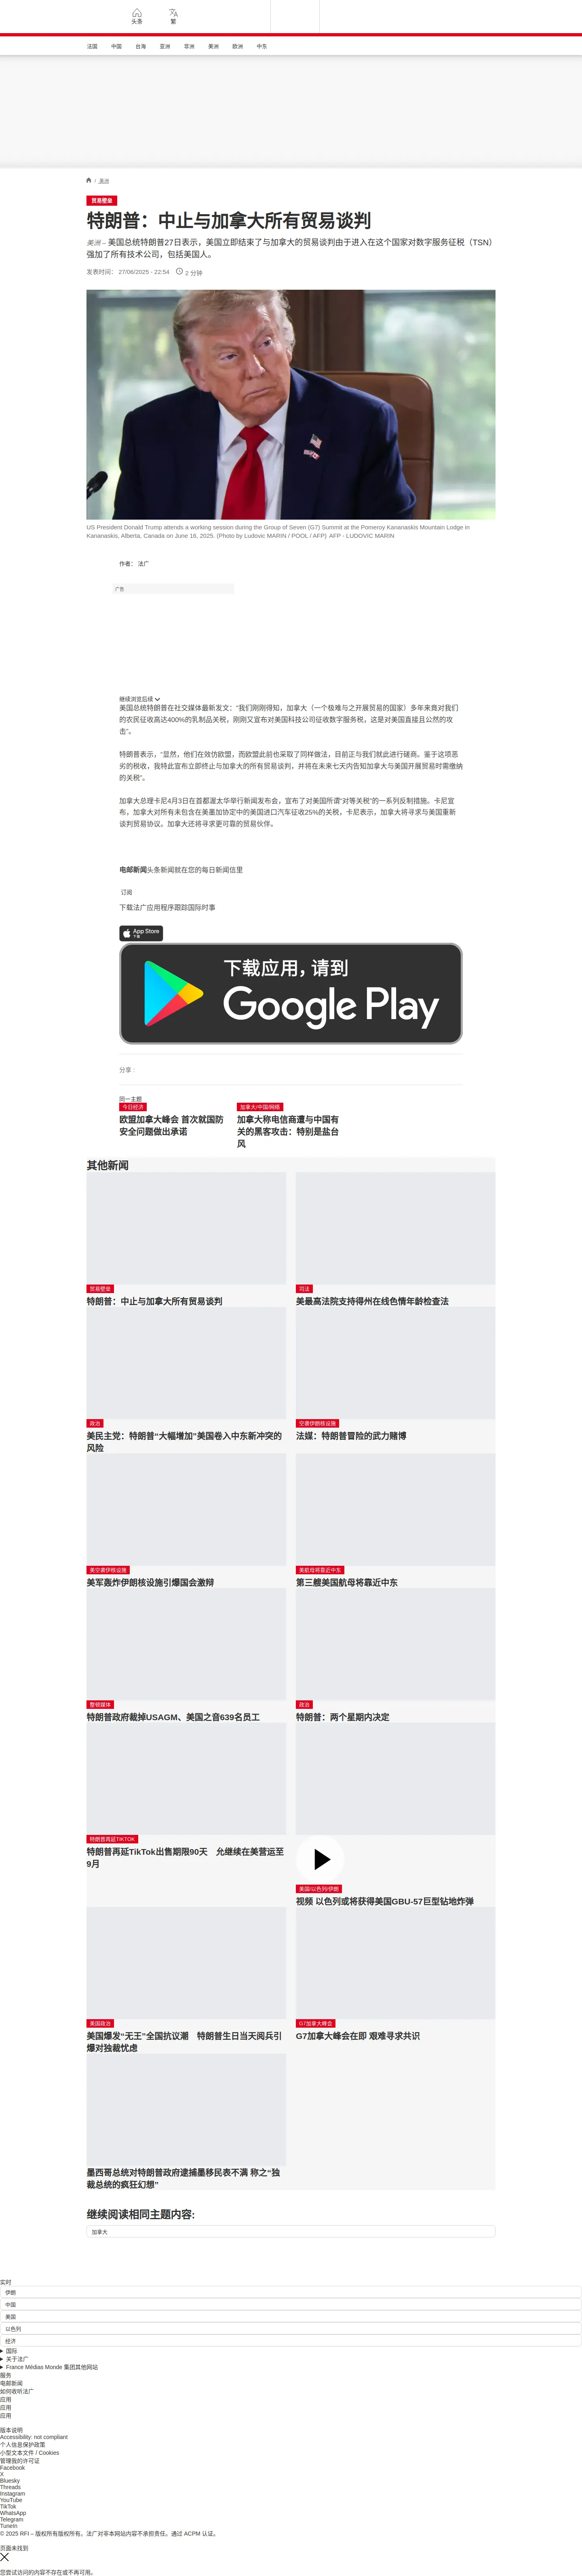 头条
繁
法国
中国
台海
亚洲
非洲
美洲
欧洲
中东
/ 美洲
贸易壁垒
特朗普：中止与加拿大所有贸易谈判
美洲 – 美国总统特朗普27日表示，美国立即结束了与加拿大的贸易谈判由于进入在这个国家对数字服务征税（TSN）
强加了所有技术公司，包括美国人。
发表时间： 27/06/2025 - 22:54
2 分钟
US President Donald Trump attends a working session during the Group of Seven (G7) Summit at the Pomeroy Kananaskis Mountain Lodge in
Kananaskis, Alberta, Canada on June 16, 2025. (Photo by Ludovic MARIN / POOL / AFP) AFP - LUDOVIC MARIN
作者： 法广
广告
继续浏览后续
美国总统特朗普在社交媒体最新发文：“我们刚刚得知，加拿大（一个极难与之开展贸易的国家）多年来竟对我们
的农民征收高达400%的乳制品关税，刚刚又宣布对美国科技公司征收数字服务税，这是对美国直接且公然的攻
击”。
特朗普表示，“显然，他们在效仿欧盟，而欧盟此前也采取了同样做法，目前正与我们就此进行磋商。鉴于这项恶
劣的税收，我特此宣布立即终止与加拿大的所有贸易谈判，并将在未来七天内告知加拿大与美国开展贸易时需缴纳
的关税”。
加拿大总理卡尼4月3日在首都渥太华举行新闻发布会，宣布了对美国所谓“对等关税”的一系列反制措施。卡尼宣
布，加拿大对所有未包含在美墨加协定中的美国进口汽车征收25%的关税，卡尼表示，加拿大将寻求与美国重新
谈判贸易协议。加拿大还将寻求更可靠的贸易伙伴。
电邮新闻头条新闻就在您的每日新闻信里
订阅
下载法广应用程序跟踪国际时事
App Store
下载
下载应用，请到
Google Play
分享 :
同一主题
今日经济
欧盟加拿大峰会 首次就国防
安全问题做出承诺
加拿大/中国/网络
加拿大称电信商遭与中国有
关的黑客攻击：特别是盐台
风
其他新闻
贸易壁垒
特朗普：中止与加拿大所有贸易谈判
司法
美最高法院支持得州在线色情年龄检查法
政治
美民主党：特朗普“大幅增加”美国卷入中东新冲突的
风险
空袭伊朗核设施
法媒：特朗普冒险的武力赌博
美空袭伊核设施
美军轰炸伊朗核设施引爆国会激辩
美航母将靠近中东
第三艘美国航母将靠近中东
整顿媒体
特朗普政府裁掉USAGM、美国之音639名员工
政治
特朗普：两个星期内决定
特朗普再延TIKTOK
特朗普再延TikTok出售期限90天　允继续在美营运至
9月
美国/以色列/伊朗
视频 以色列或将获得美国GBU-57巨型钻地炸弹
美国政治
美国爆发“无王”全国抗议潮　特朗普生日当天阅兵引
爆对独裁忧虑
G7加拿大峰会
G7加拿大峰会在即 艰难寻求共识
墨西哥总统对特朗普政府逮捕墨移民表不满 称之“独
裁总统的疯狂幻想”
继续阅读相同主题内容:
加拿大
实时
伊朗
中国
美国
以色列
经济
国际
关于法广
France Médias Monde 集团其他网站
服务
电邮新闻
如何收听法广
应用
应用
应用
版本说明
Accessibility: not compliant
个人信息保护政策
小型文本文件 / Cookies
管理我的许可证
Facebook
X
Bluesky
Threads
Instagram
YouTube
TikTok
WhatsApp
Telegram
TuneIn
© 2025 RFI – 版权所有版权所有。法广对非本网站内容不承担责任。通过 ACPM 认证。
页面未找到
您尝试访问的内容不存在或不再可用。